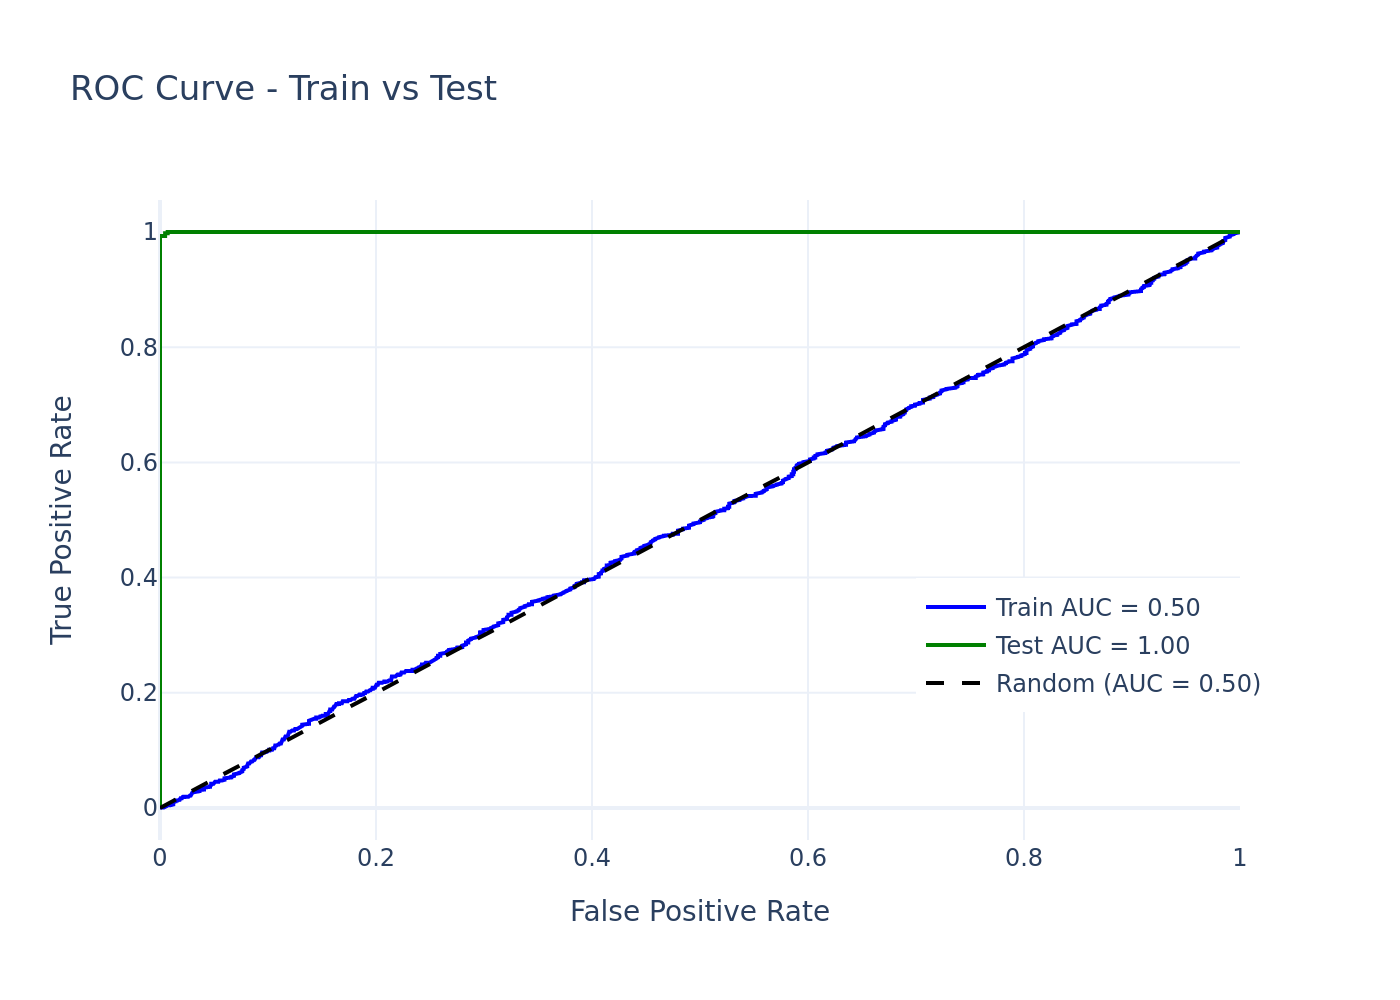 ROC Curve - Train vs Test
True Positive Rate
1
0.8
0.6
0.4
0.2
0
0
0.2
0.4
0.6
0.8
1
False Positive Rate
Train AUC = 0.50
Test AUC = 1.00
Random (AUC = 0.50)